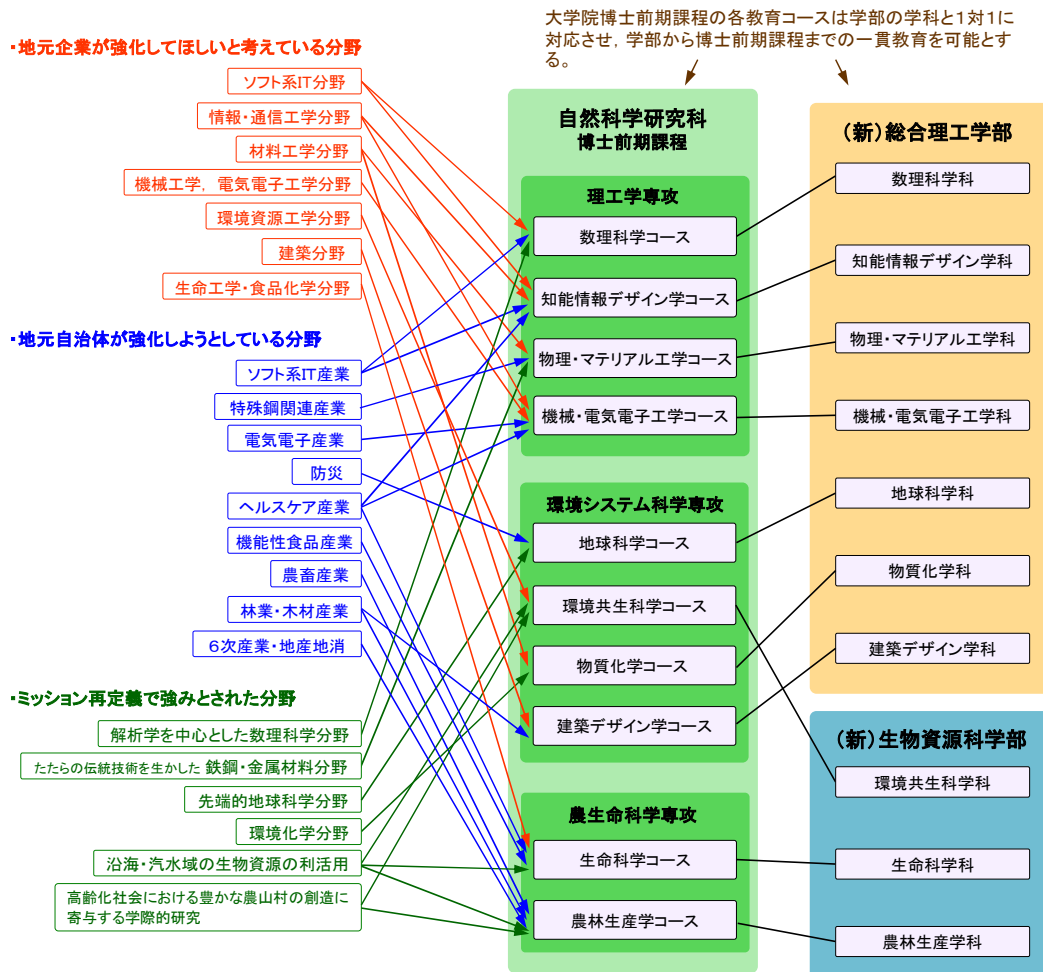 大学院博士前期課程の各教育コースは学部の学科と1対1に
対応させ，学部から博士前期課程までの一貫教育を可能とす
る。
・地元企業が強化してほしいと考えている分野
ソフト系IT分野
情報・通信工学分野
材料工学分野
機械工学，電気電子工学分野
環境資源工学分野
建築分野
生命工学・食品化学分野
・地元自治体が強化しようとしている分野
ソフト系IT産業
特殊鋼関連産業
電気電子産業
防災
ヘルスケア産業
機能性食品産業
農畜産業
林業・木材産業
6次産業・地産地消
・ミッション再定義で強みとされた分野
解析学を中心とした数理科学分野
たたらの伝統技術を生かした 鉄鋼・金属材料分野
先端的地球科学分野
環境化学分野
沿海・汽水域の生物資源の利活用
高齢化社会における豊かな農山村の創造に
寄与する学際的研究
自然科学研究科
博士前期課程
理工学専攻
数理科学コース
知能情報デザイン学コース
物理・マテリアル工学コース
機械・電気電子工学コース
環境システム科学専攻
地球科学コース
環境共生科学コース
物質化学コース
建築デザイン学コース
農生命科学専攻
生命科学コース
農林生産学コース
（新）総合理工学部
数理科学科
知能情報デザイン学科
物理・マテリアル工学科
機械・電気電子工学科
地球科学科
物質化学科
建築デザイン学科
（新）生物資源科学部
環境共生科学科
生命科学科
農林生産学科